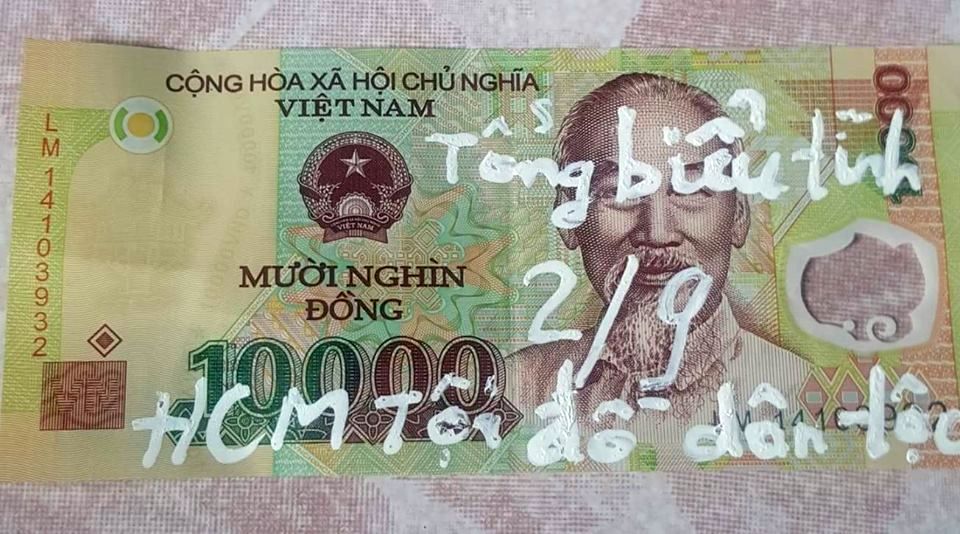 CỘNG HÒA XÃ HỘI CHỦ NGHĨA
VIỆT NAM
LM 14103932
Tổng biểu tình
VIỆT NAM
MƯỜI NGHÌN
ĐỒNG
2/9
10000
HCM Tội đồ dân tộc